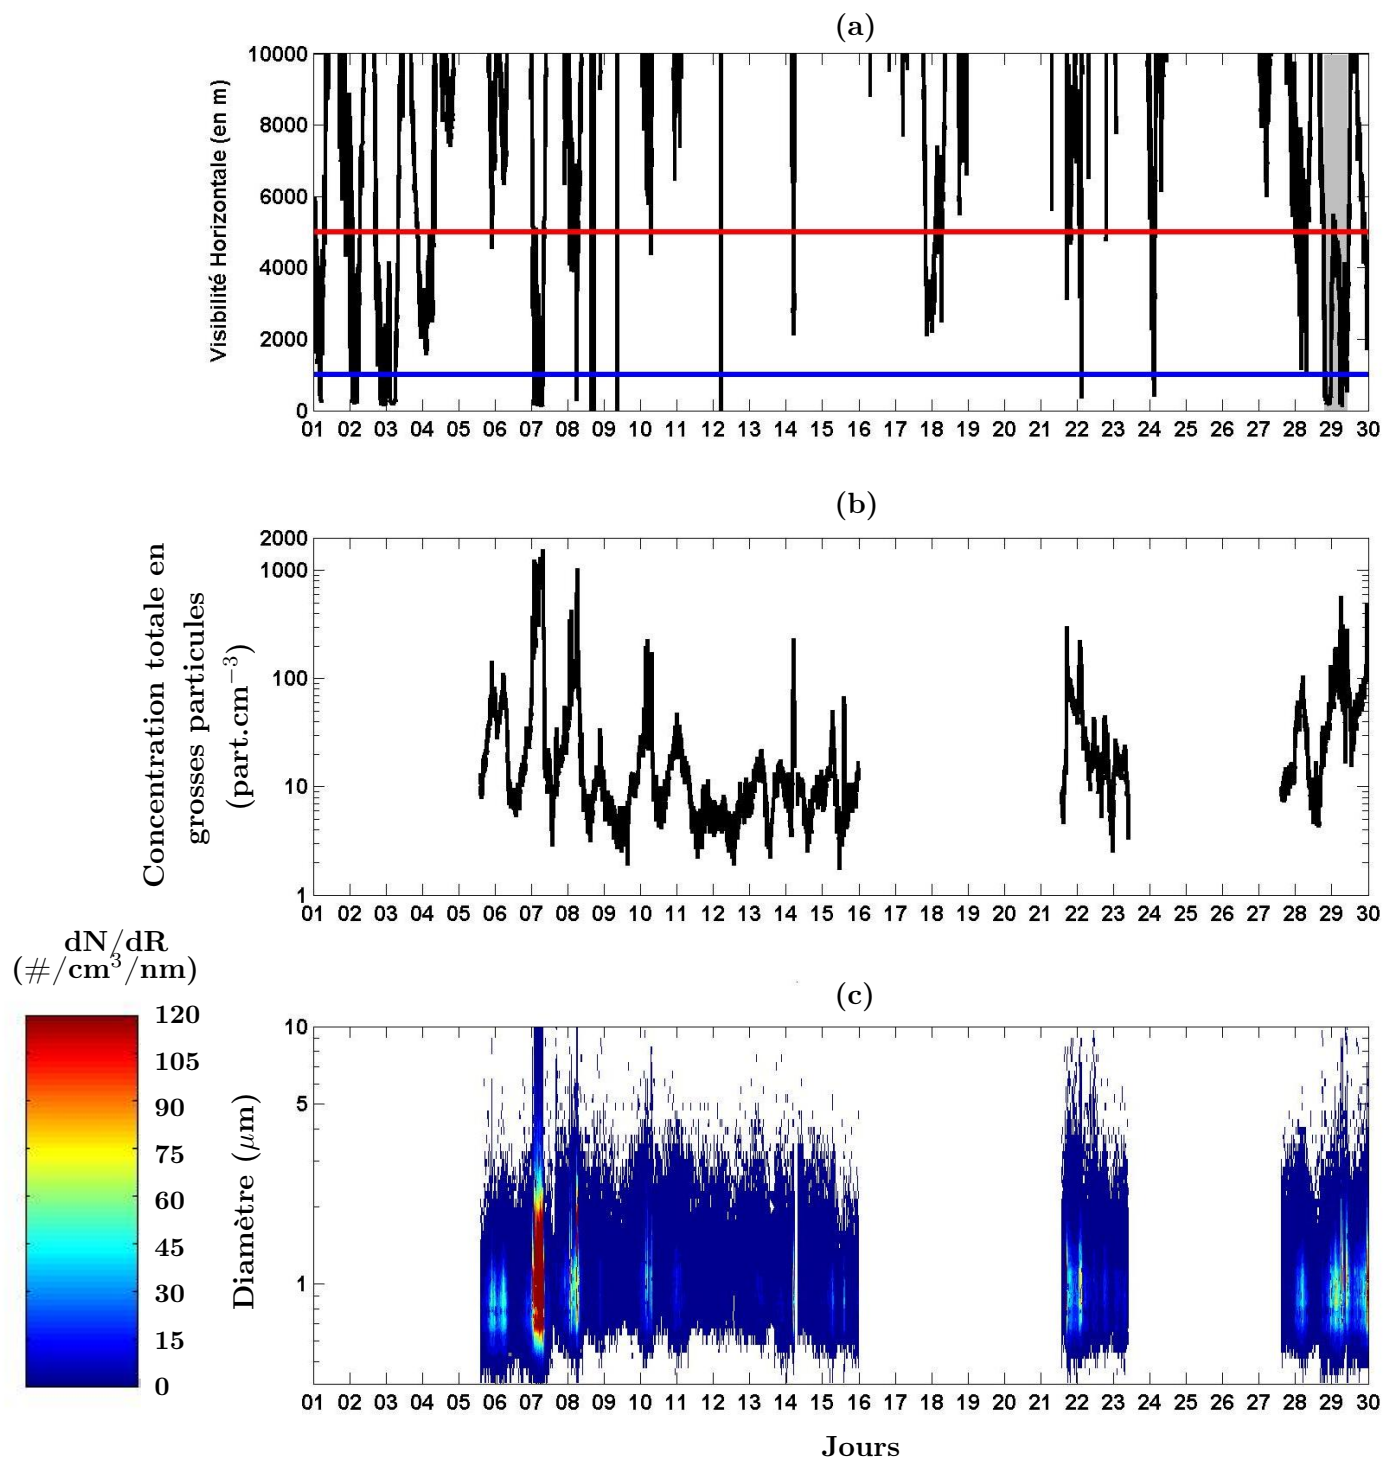 (a)
Visibilité Horizontale (en m)
10000
8000
6000
4000
2000
0
01 02 03 04 05 06 07 08 09 10 11 12 13 14 15 16 17 18 19 20 21 22 23 24 25 26 27 28 29 30
(b)
Concentration totale en
grosses particules
(part.cm⁻³)
2000
1000
100
10
1
01 02 03 04 05 06 07 08 09 10 11 12 13 14 15 16 17 18 19 20 21 22 23 24 25 26 27 28 29 30
dN/dR
(#/cm³/nm)
120
105
90
75
60
45
30
15
0
(c)
Diamètre (μm)
10
5
1
01 02 03 04 05 06 07 08 09 10 11 12 13 14 15 16 17 18 19 20 21 22 23 24 25 26 27 28 29 30
Jours